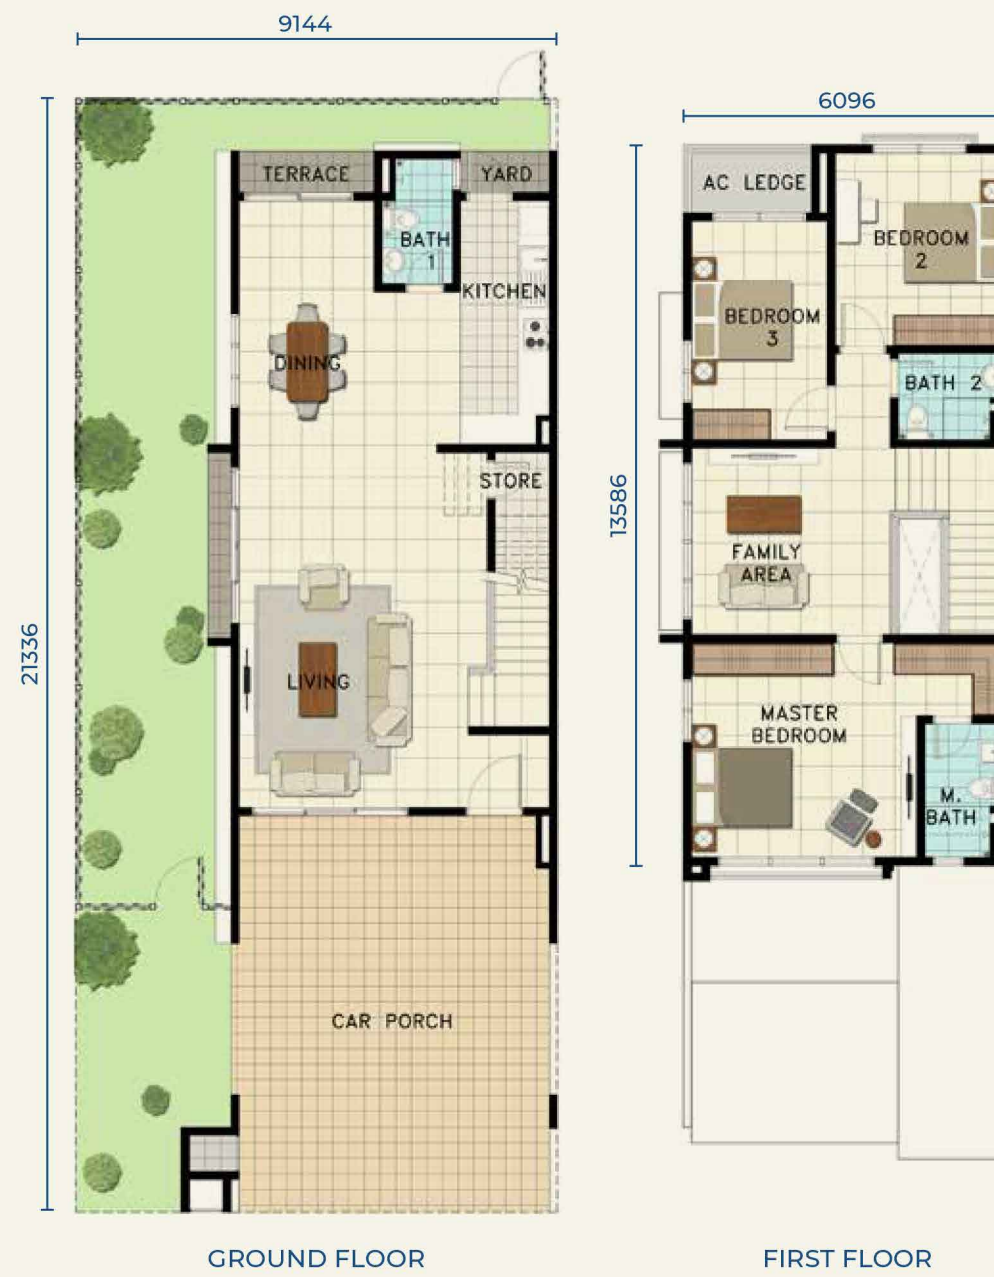 9144
21336
TERRACE
YARD
BATH
1
KITCHEN
DINING
STORE
LIVING
CAR PORCH
GROUND FLOOR
6096
13586
AC LEDGE
BEDROOM
2
BEDROOM
3
BATH 2
FAMILY
AREA
MASTER
BEDROOM
M.
BATH
FIRST FLOOR